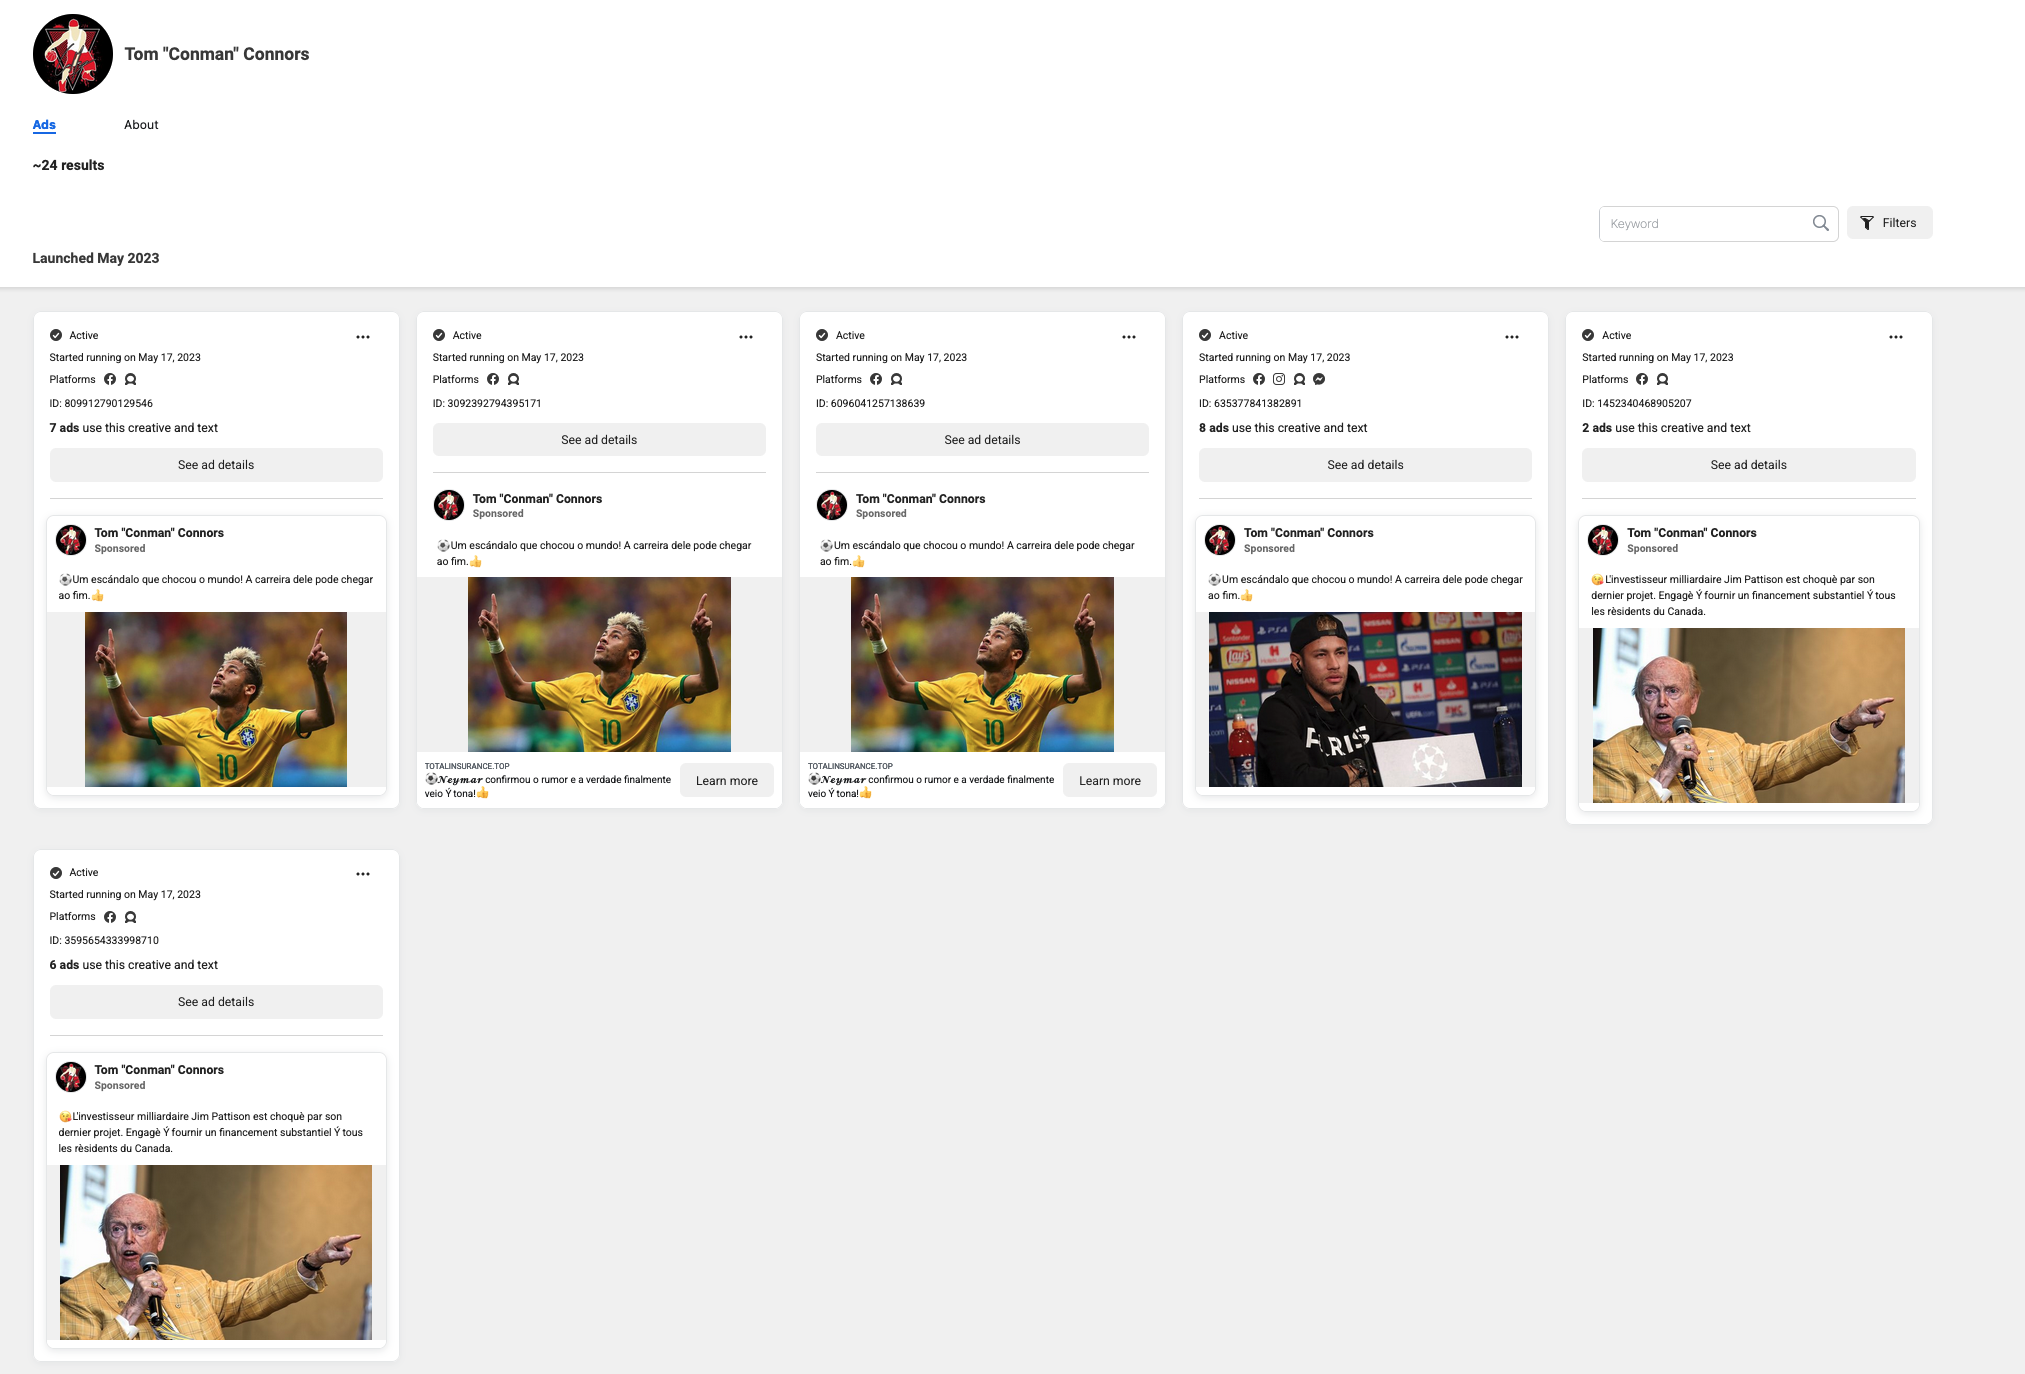 Tom "Conman" Connors
Ads
About
~24 results
Keyword
Filters
Launched May 2023
Active
Started running on May 17, 2023
Platforms
ID: 809912790129546
7 ads use this creative and text
See ad details
Tom "Conman" Connors
Sponsored
⚽Um escándalo que chocou o mundo! A carreira dele pode chegar
ao fim.👍
10
Active
Started running on May 17, 2023
Platforms
ID: 3092392794395171
See ad details
Tom "Conman" Connors
Sponsored
⚽Um escándalo que chocou o mundo! A carreira dele pode chegar
ao fim.👍
10
TOTALINSURANCE.TOP
⚽𝓝𝓮𝔂𝓶𝓪𝓻 confirmou o rumor e a verdade finalmente
veio Ý tona!👍
Learn more
Active
Started running on May 17, 2023
Platforms
ID: 6096041257138639
See ad details
Tom "Conman" Connors
Sponsored
⚽Um escándalo que chocou o mundo! A carreira dele pode chegar
ao fim.👍
10
TOTALINSURANCE.TOP
⚽𝓝𝓮𝔂𝓶𝓪𝓻 confirmou o rumor e a verdade finalmente
veio Ý tona!👍
Learn more
Active
Started running on May 17, 2023
Platforms
ID: 635377841382891
8 ads use this creative and text
See ad details
Tom "Conman" Connors
Sponsored
⚽Um escándalo que chocou o mundo! A carreira dele pode chegar
ao fim.👍
Santander
PS4
NISSAN
Lay's
NISSAN
PARIS
Active
Started running on May 17, 2023
Platforms
ID: 1452340468905207
2 ads use this creative and text
See ad details
Tom "Conman" Connors
Sponsored
😘L'investisseur milliardaire Jim Pattison est choquè par son
dernier projet. Engagè Ý fournir un financement substantiel Ý tous
les rèsidents du Canada.
Active
Started running on May 17, 2023
Platforms
ID: 3595654333998710
6 ads use this creative and text
See ad details
Tom "Conman" Connors
Sponsored
😘L'investisseur milliardaire Jim Pattison est choquè par son
dernier projet. Engagè Ý fournir un financement substantiel Ý tous
les rèsidents du Canada.